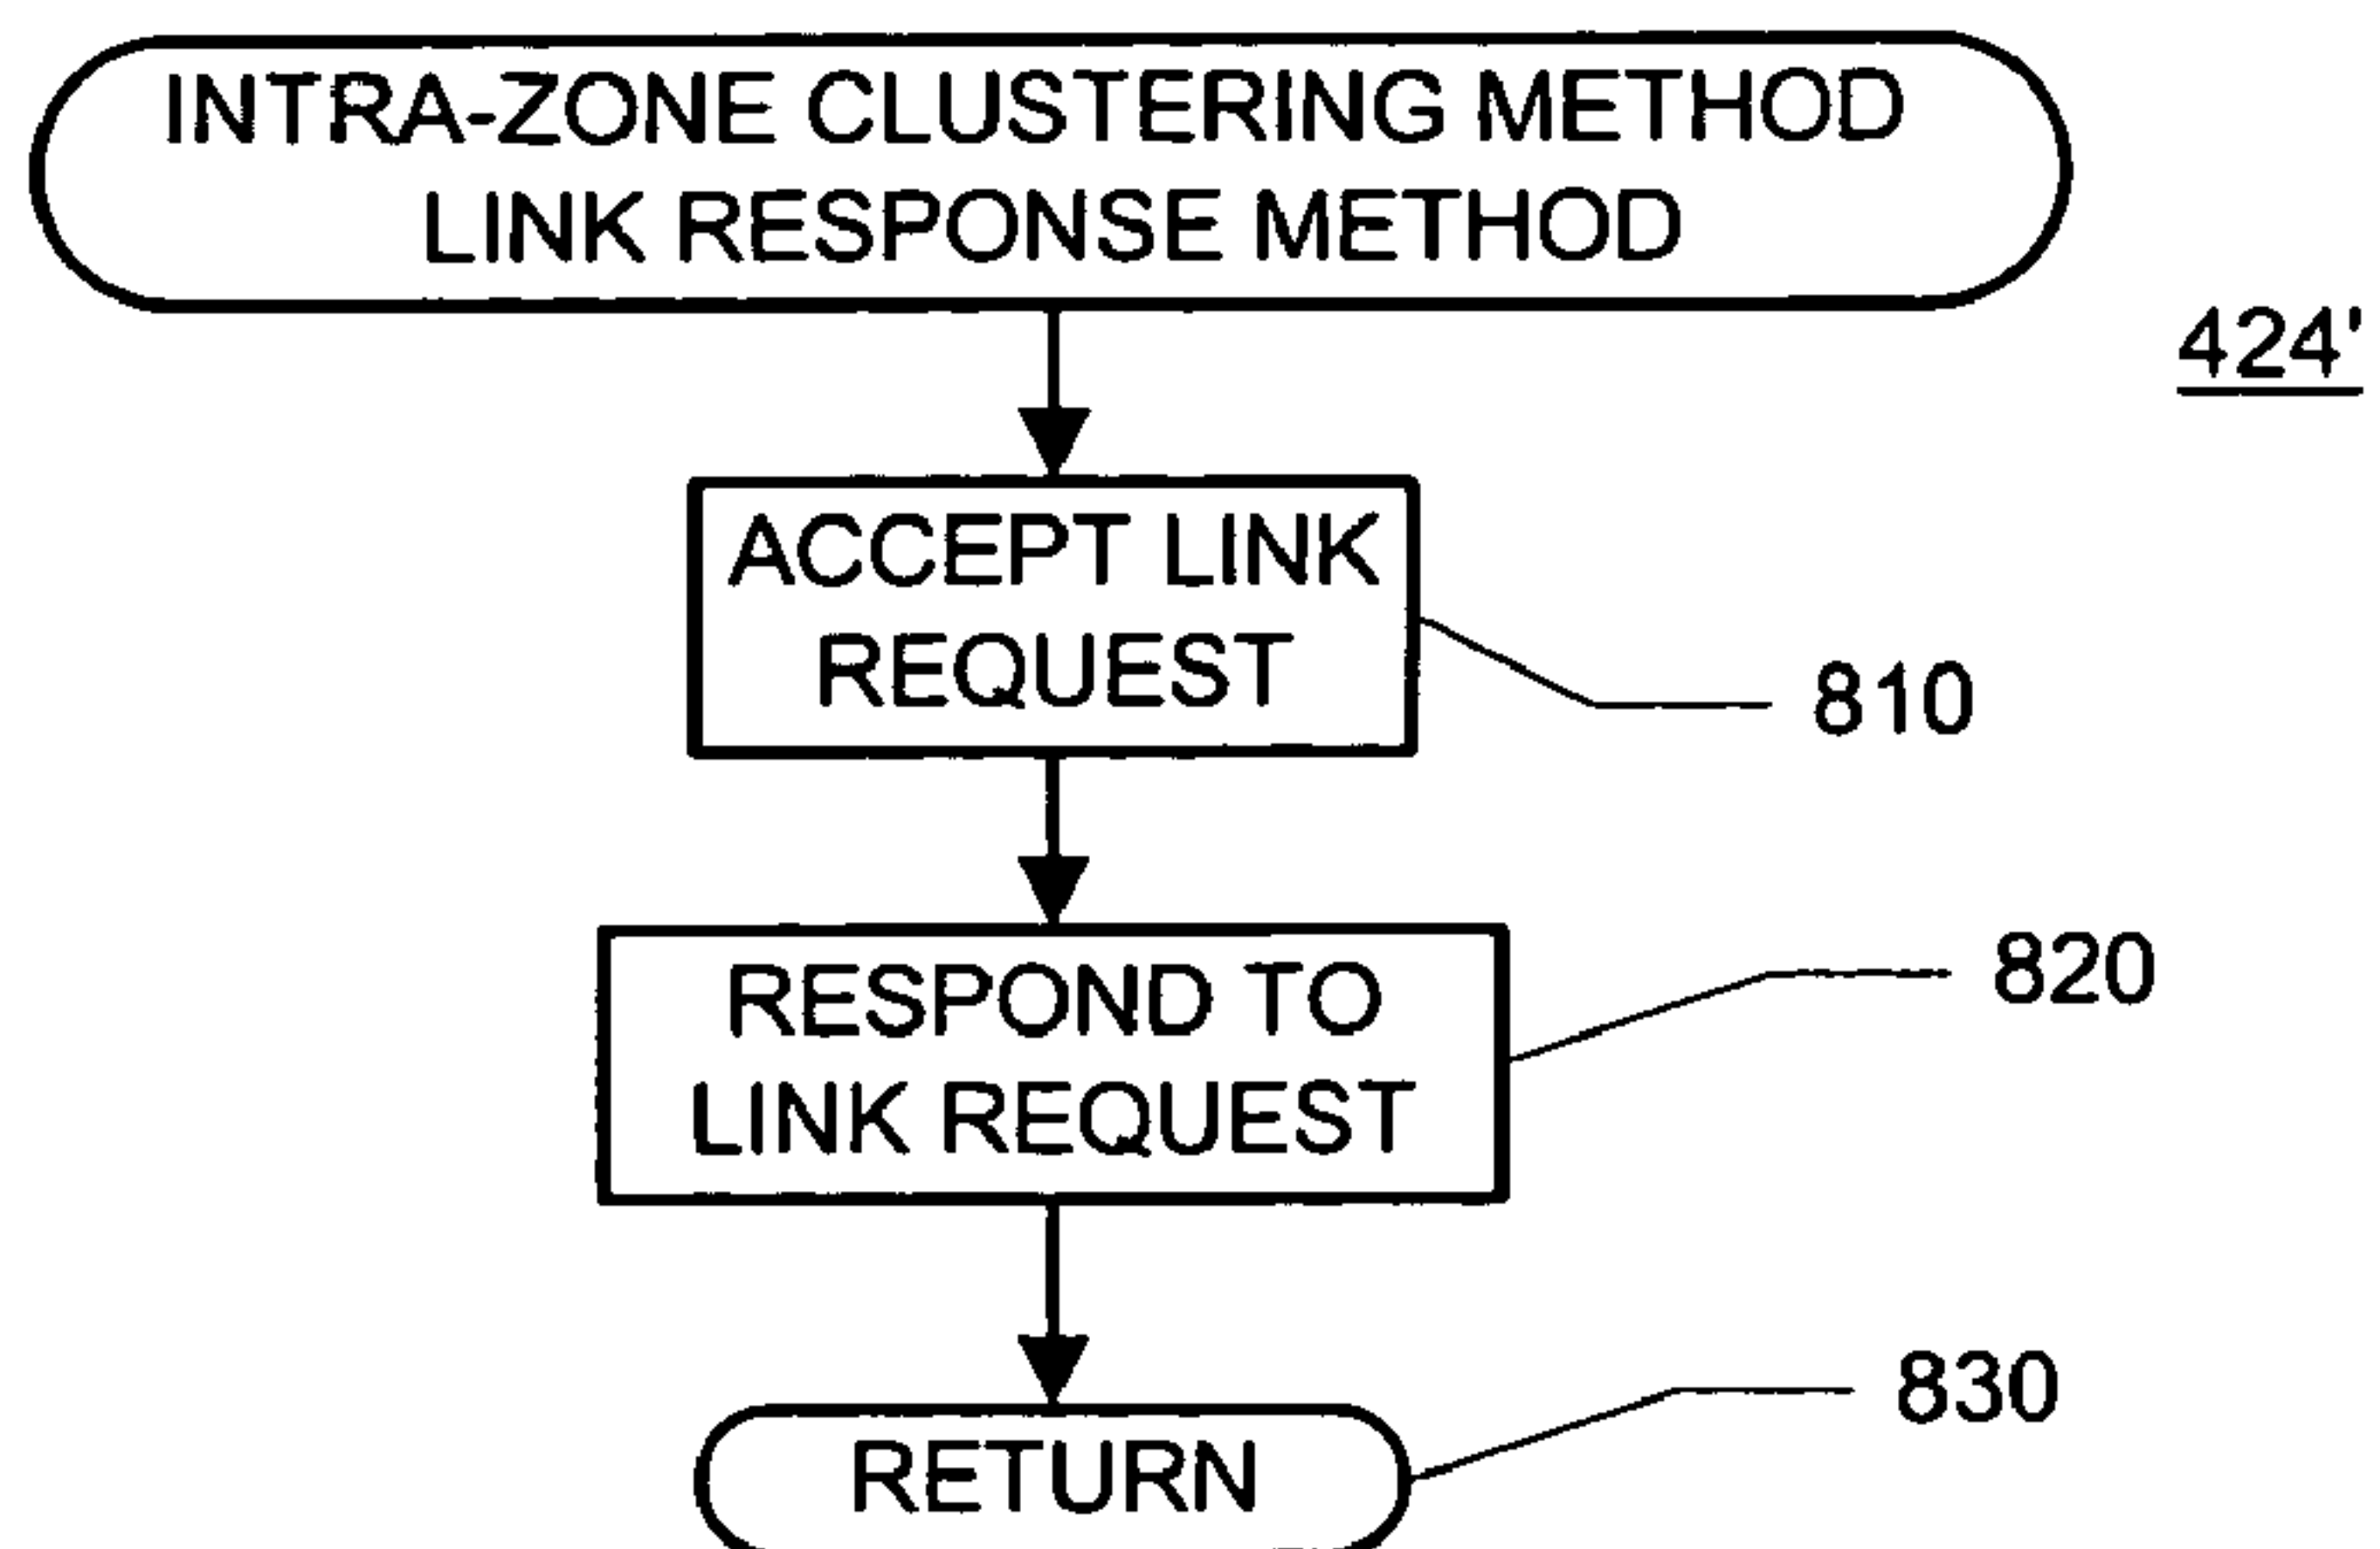 INTRA-ZONE CLUSTERING METHOD
LINK RESPONSE METHOD
424'
ACCEPT LINK
REQUEST
810
RESPOND TO
LINK REQUEST
820
RETURN
830